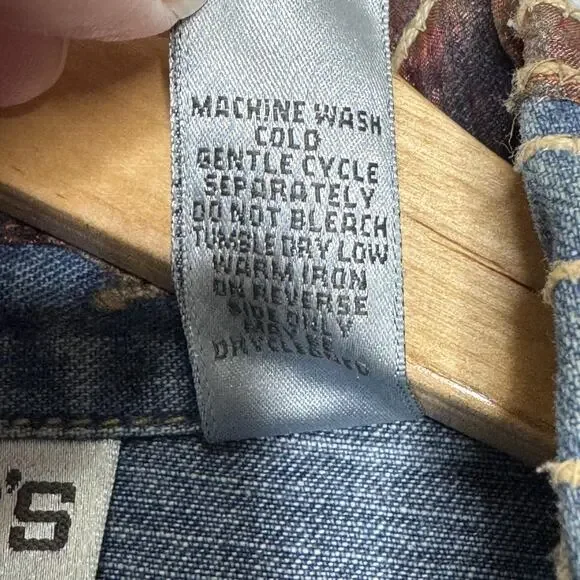 MACHINE WASH
COLD
GENTLE CYCLE
SEPARATELY
DO NOT BLEACH
TUMBLE DRY LOW
WARM IRON
ON REVERSE
SIDE ONLY
MAY BE
DRYCLEANED
'S